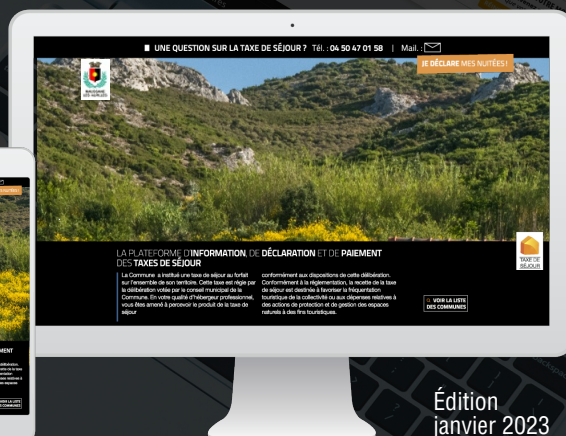 UNE QUESTION SUR LA TAXE DE SÉJOUR ? Tél. : 04 50 47 01 58 | Mail. :
JE DÉCLARE MES NUITÉES !
LA PLATEFORME D'INFORMATION, DE DÉCLARATION ET DE PAIEMENT
DES TAXES DE SÉJOUR
La Commune a institué une taxe de séjour au forfait
sur l'ensemble de son territoire. Cette taxe est régie par
la délibération votée par le conseil municipal de la
Commune. En votre qualité d'hébergeur professionnel,
vous êtes amené à percevoir le produit de la taxe de
séjour
conformément aux dispositions de cette délibération.
Conformément à la réglementation, la recette de la taxe
de séjour est destinée à favoriser la fréquentation
touristique de la collectivité ou aux dépenses relatives à
des actions de protection et de gestion des espaces
naturels à des fins touristiques.
TAXE DE
SÉJOUR
VOIR LA LISTE
DES COMMUNES
Édition
janvier 2023